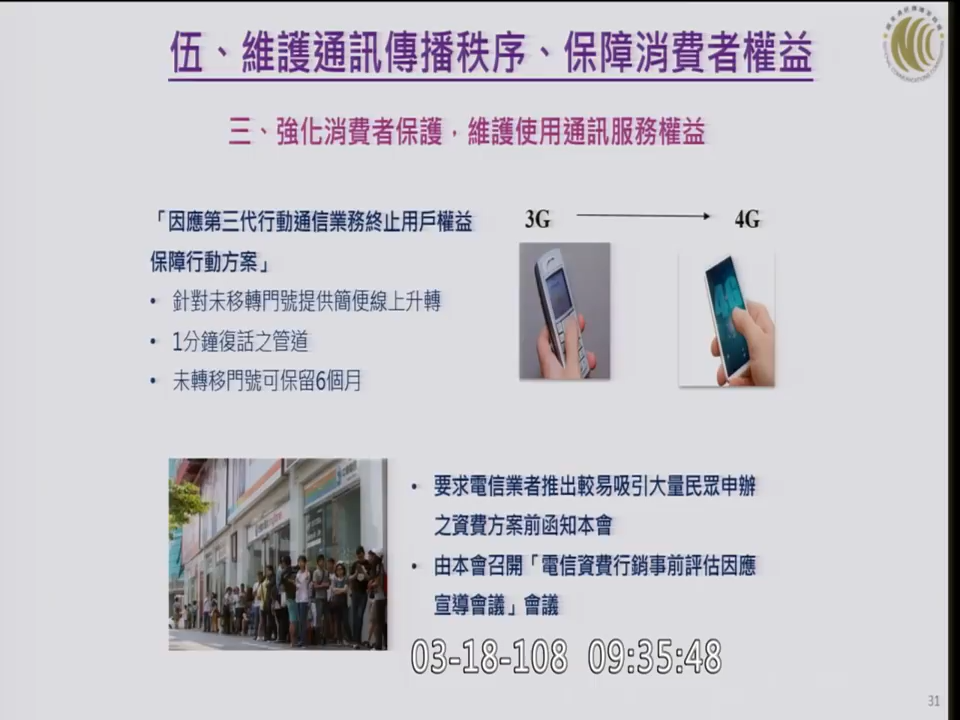 伍、維護通訊傳播秩序、保障消費者權益
三、強化消費者保護，維護使用通訊服務權益
「因應第三代行動通信業務終止用戶權益
保障行動方案」
• 針對未移轉門號提供簡便線上升轉
• 1分鐘復話之管道
• 未轉移門號可保留6個月
3G
4G
• 要求電信業者推出較易吸引大量民眾申辦
之資費方案前函知本會
• 由本會召開「電信資費行銷事前評估因應
宣導會議」會議
03-18-108 09:35:48
31